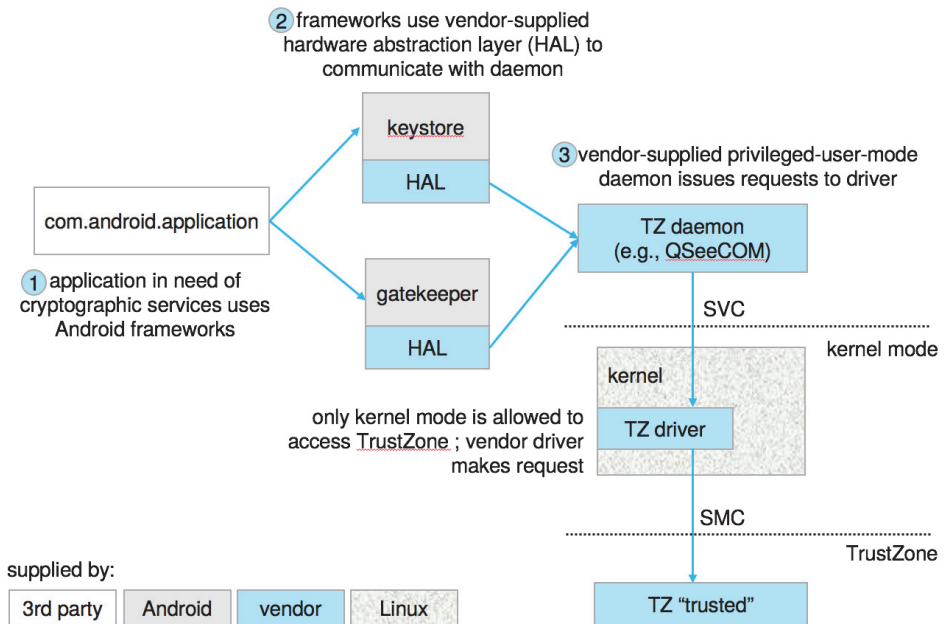 2 frameworks use vendor-supplied
hardware abstraction layer (HAL) to
communicate with daemon
keystore
HAL
3 vendor-supplied privileged-user-mode
daemon issues requests to driver
com.android.application
TZ daemon
(e.g., QSeeCOM)
1 application in need of
cryptographic services uses
Android frameworks
gatekeeper
HAL
SVC
kernel mode
kernel
only kernel mode is allowed to
access TrustZone ; vendor driver
makes request
TZ driver
SMC
TrustZone
supplied by:
3rd party
Android
vendor
Linux
TZ “trusted”